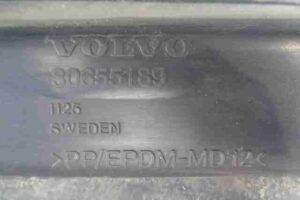 VOLVO
30655189
1125
SWEDEN
>PP/EPDM-MD12<